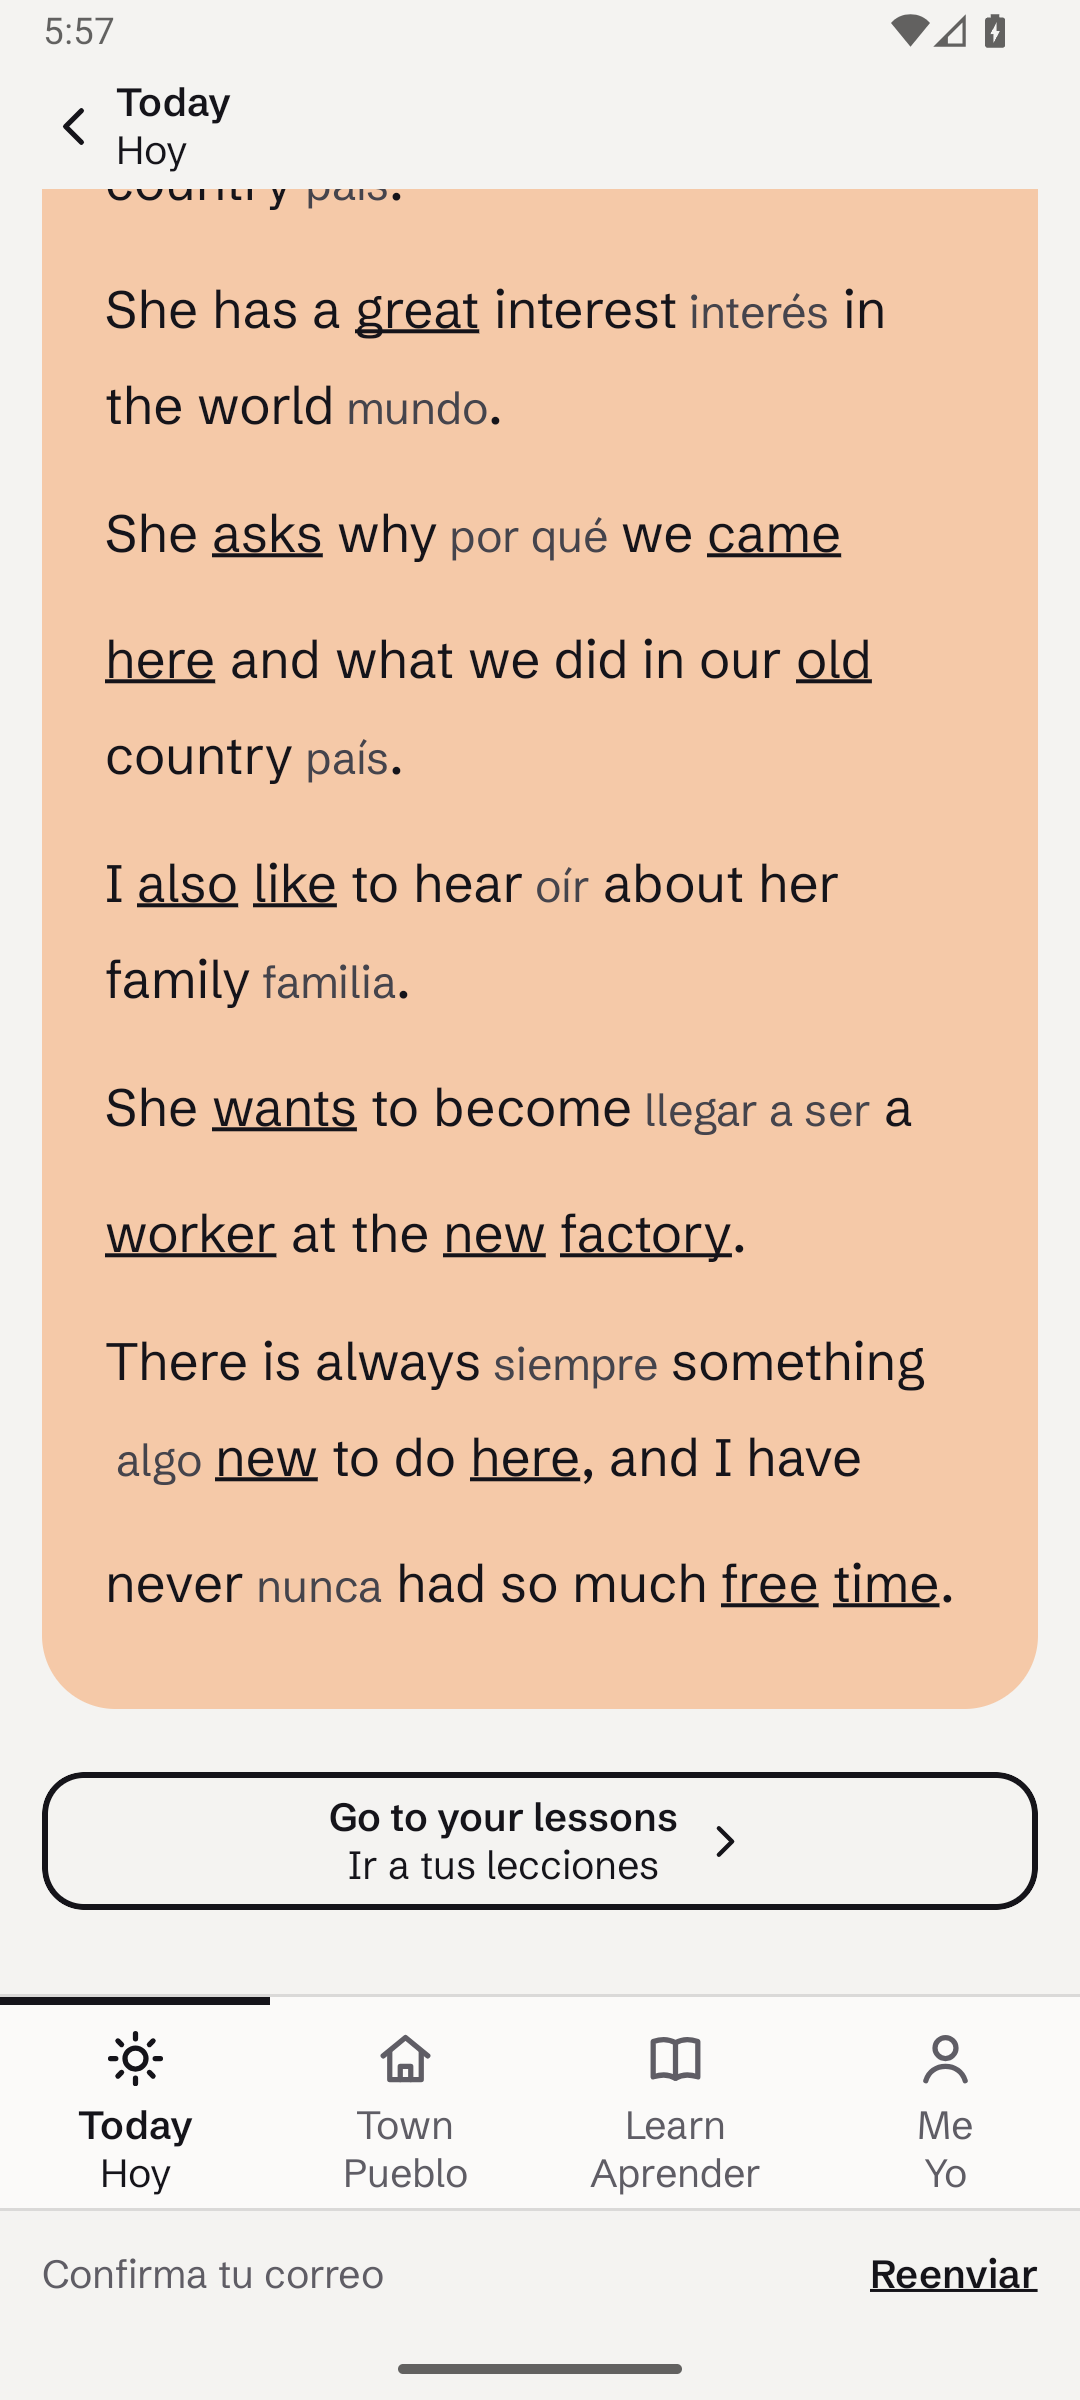 5:57
Today
Hoy
country país.
She has a great interest interés in
the world mundo.
She asks why por qué we came
here and what we did in our old
country país.
I also like to hear oír about her
family familia.
She wants to become llegar a ser a
worker at the new factory.
There is always siempre something
algo new to do here, and I have
never nunca had so much free time.
Go to your lessons
Ir a tus lecciones
Today Town Learn Me
Hoy Pueblo Aprender Yo
Confirma tu correo Reenviar